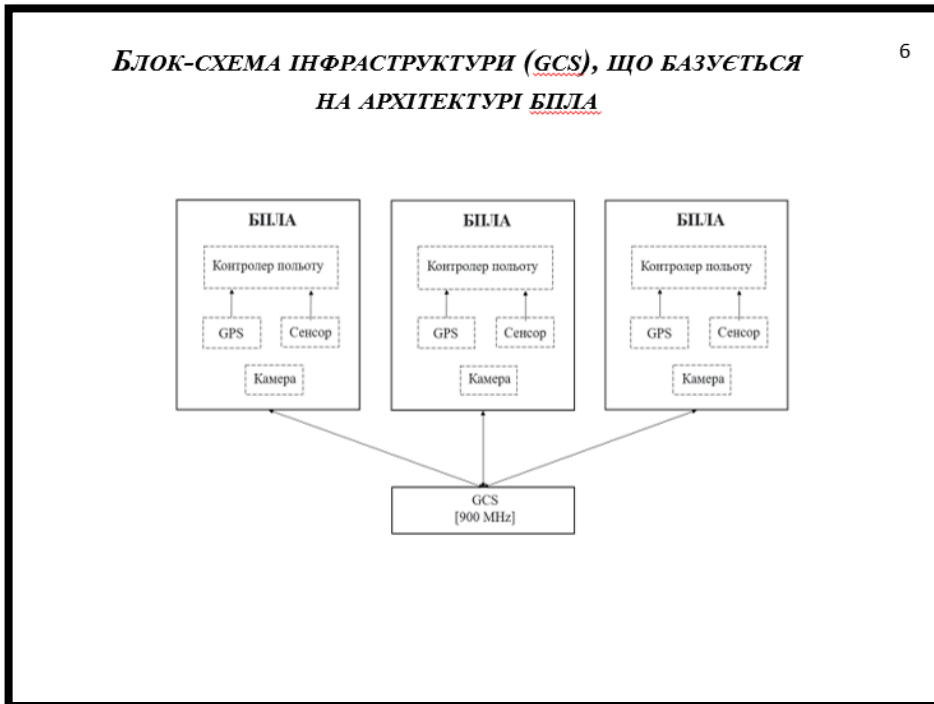 БЛОК-СХЕМА ІНФРАСТРУКТУРИ (GCS), ЩО БАЗУЄТЬСЯ
НА АРХІТЕКТУРІ БПЛА
6
БПЛА
Контролер польоту
GPS
Сенсор
Камера
БПЛА
Контролер польоту
GPS
Сенсор
Камера
БПЛА
Контролер польоту
GPS
Сенсор
Камера
GCS
[900 MHz]